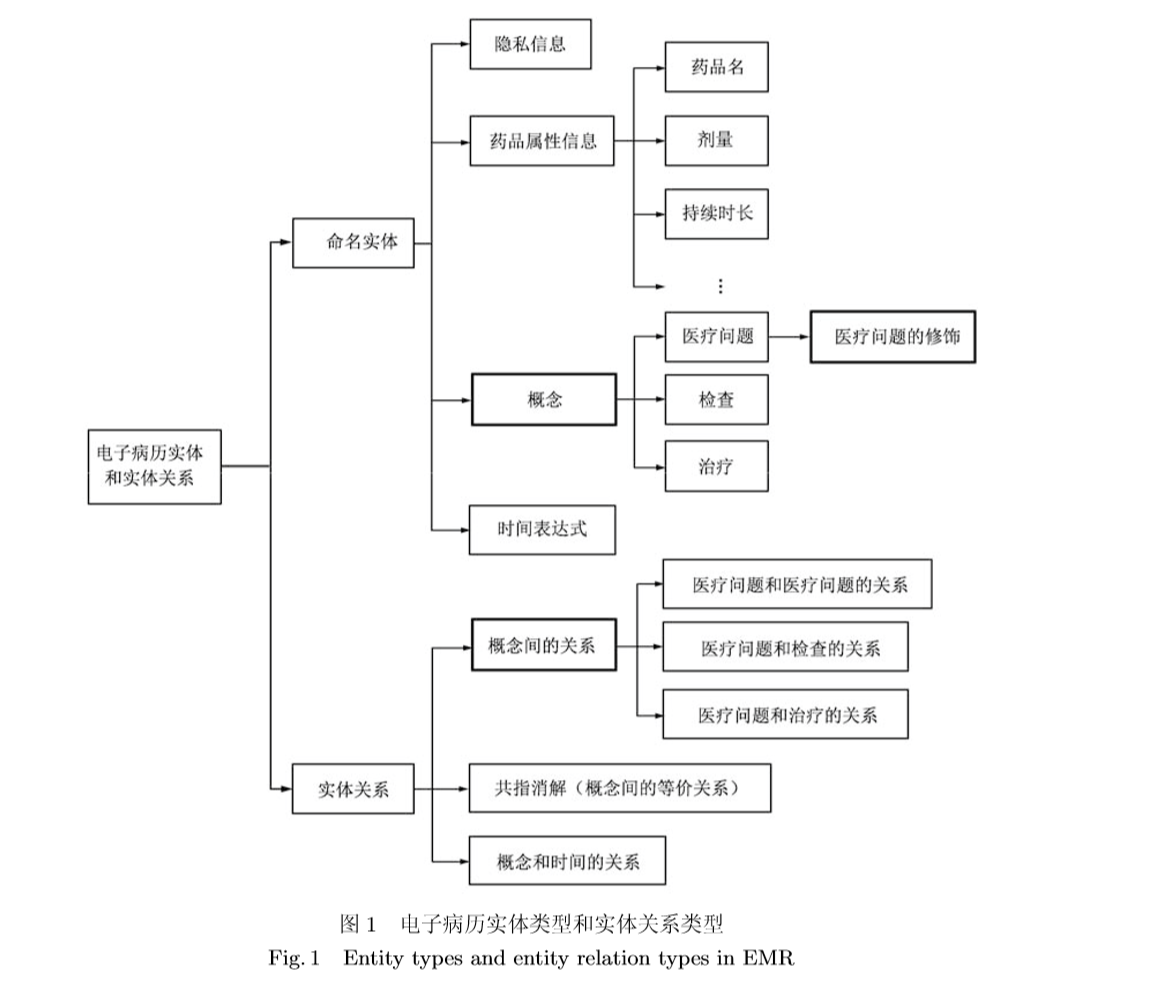 隐私信息
药品名
药品属性信息
剂量
持续时长
命名实体
⋮
医疗问题
医疗问题的修饰
概念
检查
电子病历实体
和实体关系
治疗
时间表达式
医疗问题和医疗问题的关系
概念间的关系
医疗问题和检查的关系
医疗问题和治疗的关系
实体关系
共指消解（概念间的等价关系）
概念和时间的关系
图 1 电子病历实体类型和实体关系类型
Fig. 1 Entity types and entity relation types in EMR